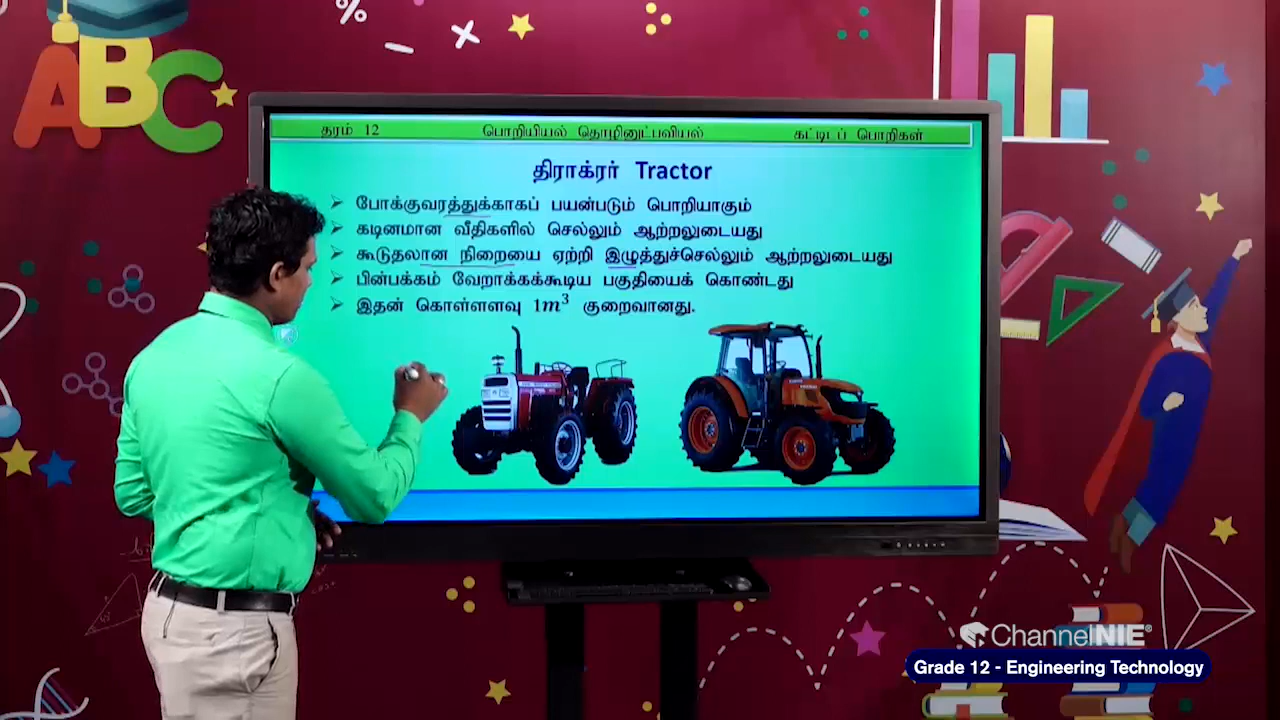 ABC
தரம் 12 பொறியியல் தொழினுட்பவியல் கட்டிடப் பொறிகள்
திராக்ரர் Tractor
➢ போக்குவரத்துக்காகப் பயன்படும் பொறியாகும்
➢ கடினமான வீதிகளில் செல்லும் ஆற்றலுடையது
➢ கூடுதலான நிறையை ஏற்றி இழுத்துச்செல்லும் ஆற்றலுடையது
➢ பின்பக்கம் வேறாக்கக்கூடிய பகுதியைக் கொண்டது
➢ இதன் கொள்ளளவு 1m³ குறைவானது.
ChannelNIE®
Grade 12 - Engineering Technology